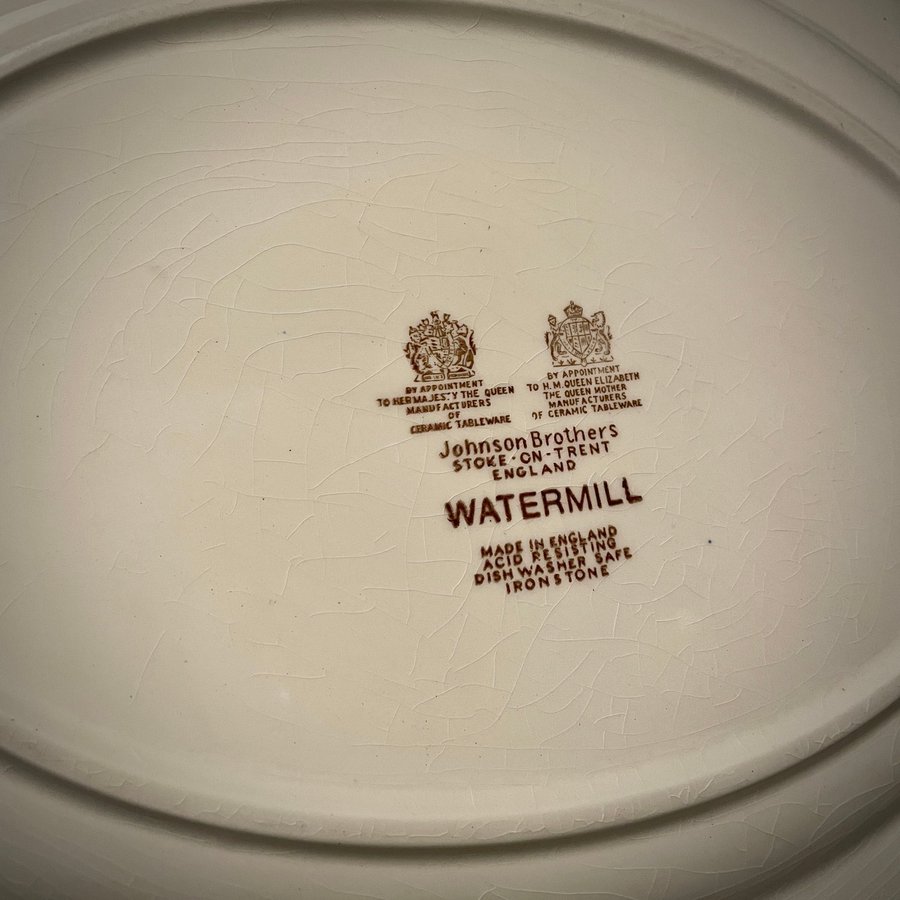 BY APPOINTMENT
TO HER MAJESTY THE QUEEN
MANUFACTURERS
OF
CERAMIC TABLEWARE
BY APPOINTMENT
TO H.M. QUEEN ELIZABETH
THE QUEEN MOTHER
MANUFACTURERS
OF CERAMIC TABLEWARE
Johnson Brothers
STOKE-ON-TRENT
ENGLAND
WATERMILL
MADE IN ENGLAND
ACID RESISTING
DISH WASHER SAFE
IRONSTONE